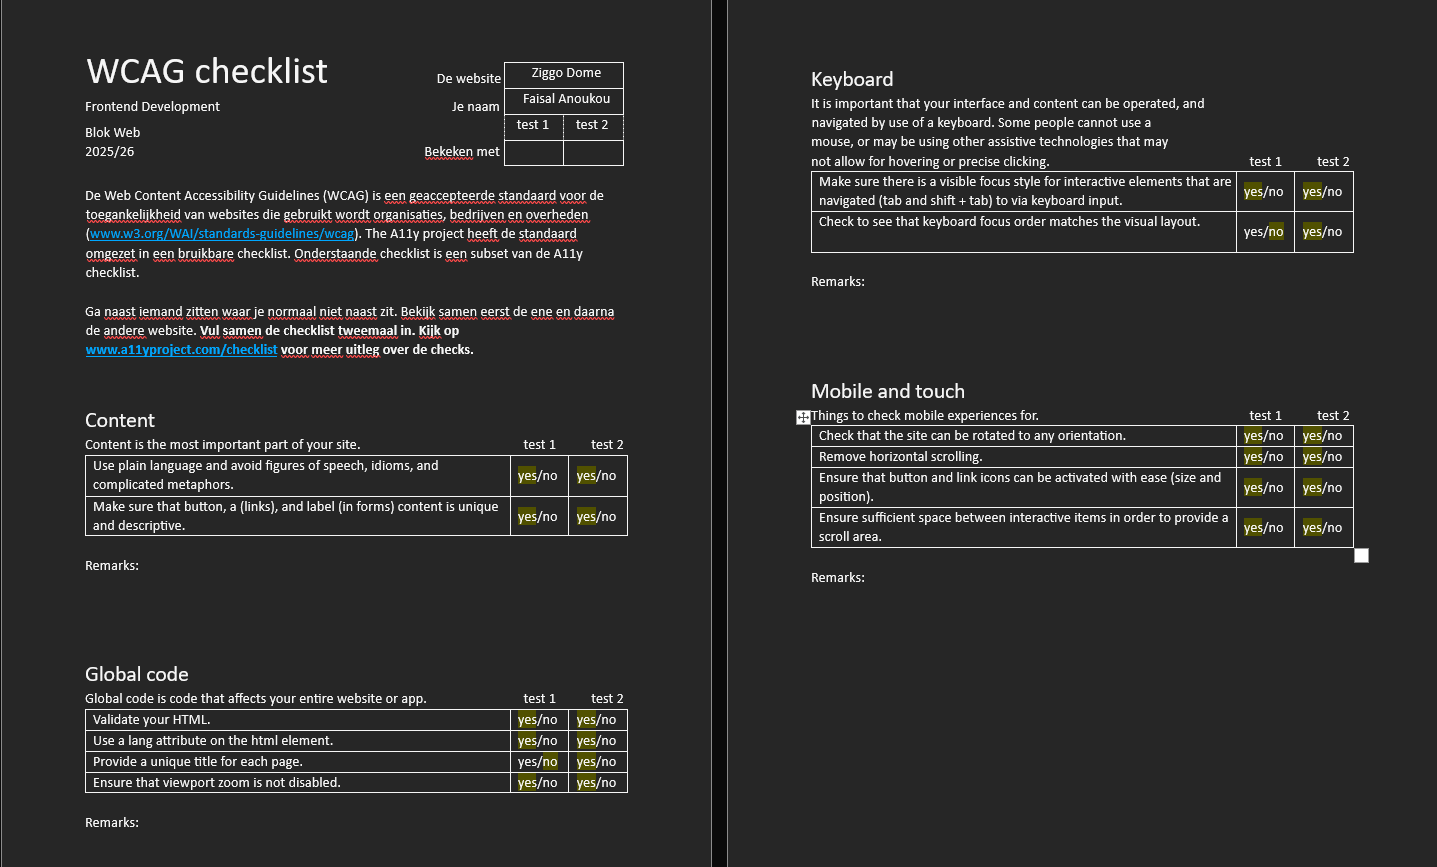 WCAG checklist
Frontend Development
Blok Web
2025/26
De website Ziggo Dome
Je naam Faisal Anoukou
test 1 test 2
Bekeken met
De Web Content Accessibility Guidelines (WCAG) is een geaccepteerde standaard voor de
toegankelijkheid van websites die gebruikt wordt organisaties, bedrijven en overheden
(www.w3.org/WAI/standards-guidelines/wcag). The A11y project heeft de standaard
omgezet in een bruikbare checklist. Onderstaande checklist is een subset van de A11y
checklist.
Ga naast iemand zitten waar je normaal niet naast zit. Bekijk samen eerst de ene en daarna
de andere website. Vul samen de checklist tweemaal in. Kijk op
www.a11yproject.com/checklist voor meer uitleg over de checks.
Content
Content is the most important part of your site. test 1 test 2
Use plain language and avoid figures of speech, idioms, and
complicated metaphors. yes/no yes/no
Make sure that button, a (links), and label (in forms) content is unique
and descriptive. yes/no yes/no
Remarks:
Global code
Global code is code that affects your entire website or app. test 1 test 2
Validate your HTML. yes/no yes/no
Use a lang attribute on the html element. yes/no yes/no
Provide a unique title for each page. yes/no yes/no
Ensure that viewport zoom is not disabled. yes/no yes/no
Remarks:
Keyboard
It is important that your interface and content can be operated, and
navigated by use of a keyboard. Some people cannot use a
mouse, or may be using other assistive technologies that may
not allow for hovering or precise clicking. test 1 test 2
Make sure there is a visible focus style for interactive elements that are
navigated (tab and shift + tab) to via keyboard input. yes/no yes/no
Check to see that keyboard focus order matches the visual layout. yes/no yes/no
Remarks:
Mobile and touch
Things to check mobile experiences for. test 1 test 2
Check that the site can be rotated to any orientation. yes/no yes/no
Remove horizontal scrolling. yes/no yes/no
Ensure that button and link icons can be activated with ease (size and
position). yes/no yes/no
Ensure sufficient space between interactive items in order to provide a
scroll area. yes/no yes/no
Remarks: